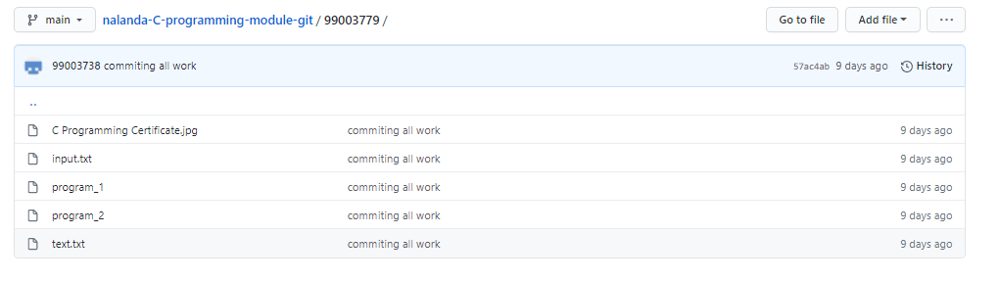 main nalanda-C-programming-module-git / 99003779 / Go to file Add file ...
99003738 commiting all work 57ac4ab 9 days ago History
..
C Programming Certificate.jpg commiting all work 9 days ago
input.txt commiting all work 9 days ago
program_1 commiting all work 9 days ago
program_2 commiting all work 9 days ago
text.txt commiting all work 9 days ago